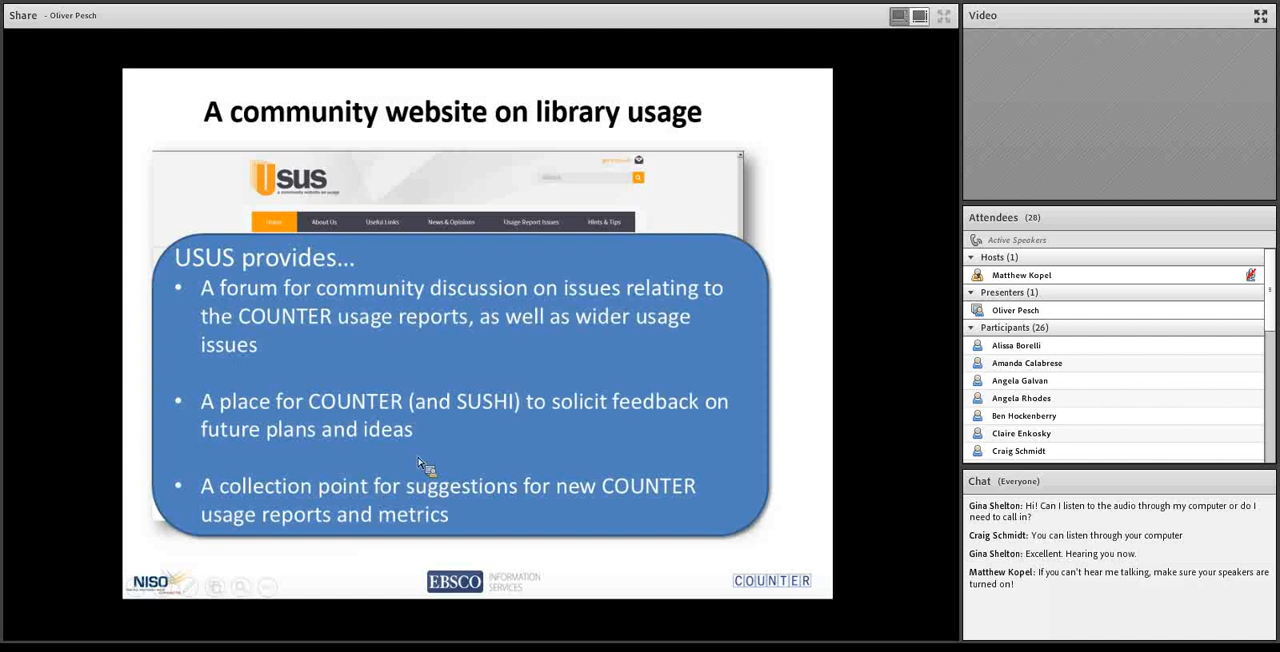 Share - Oliver Pesch
A community website on library usage
USUS
a community website on usage
Search
Home About Us Useful Links News & Opinions Usage Report Issues Hints & Tips
USUS provides...
• A forum for community discussion on issues relating to
the COUNTER usage reports, as well as wider usage
issues
• A place for COUNTER (and SUSHI) to solicit feedback on
future plans and ideas
• A collection point for suggestions for new COUNTER
usage reports and metrics
NISO
EBSCO INFORMATION
SERVICES
COUNTER
Video
Attendees (28)
Active Speakers
Hosts (1)
Matthew Kopel
Presenters (1)
Oliver Pesch
Participants (26)
Alissa Borelli
Amanda Calabrese
Angela Galvan
Angela Rhodes
Ben Hockenberry
Claire Enkosky
Craig Schmidt
Chat (Everyone)
Gina Shelton: Hi! Can I listen to the audio through my computer or do I
need to call in?
Craig Schmidt: You can listen through your computer
Gina Shelton: Excellent. Hearing you now.
Matthew Kopel: If you can't hear me talking, make sure your speakers are
turned on!